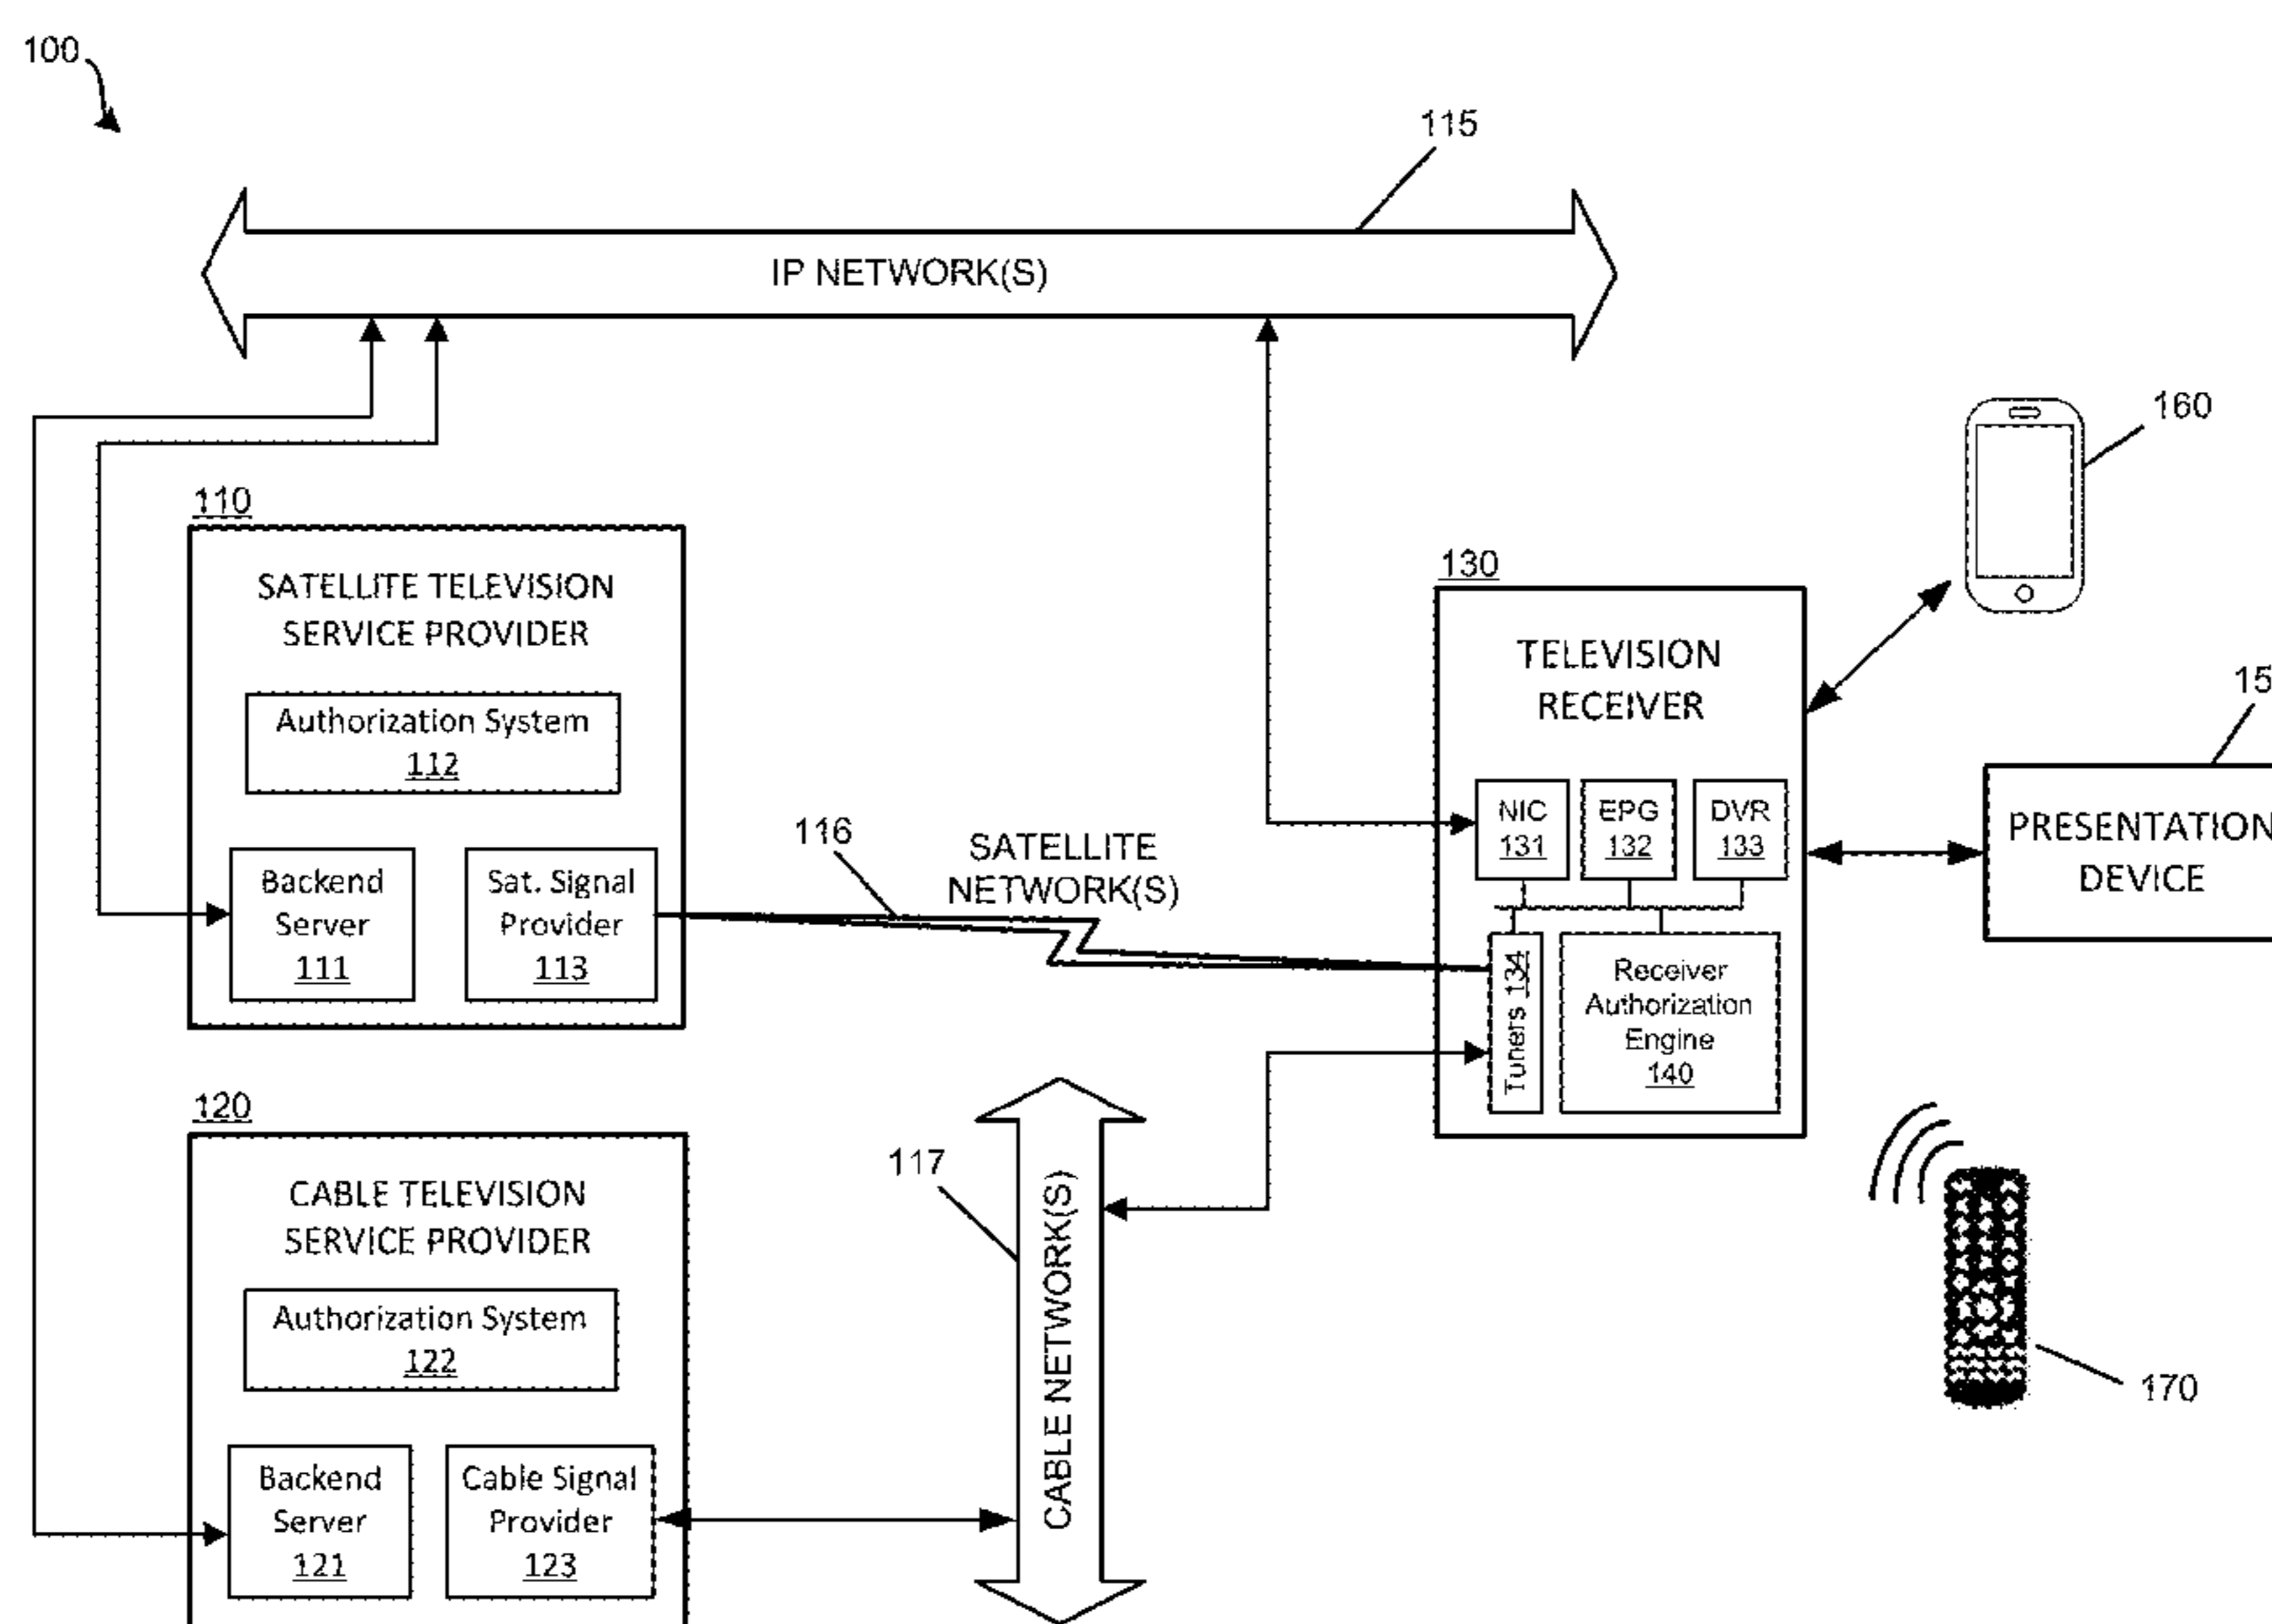 100
115
IP NETWORK(S)
160
110
SATELLITE TELEVISION
SERVICE PROVIDER
Authorization System
112
Backend
Server
111
Sat. Signal
Provider
113
116
SATELLITE
NETWORK(S)
130
TELEVISION
RECEIVER
NIC
131
EPG
132
DVR
133
Tuners 134
Receiver
Authorization
Engine
140
15
PRESENTATION
DEVICE
120
CABLE TELEVISION
SERVICE PROVIDER
Authorization System
122
Backend
Server
121
Cable Signal
Provider
123
117
CABLE NETWORK(S)
170